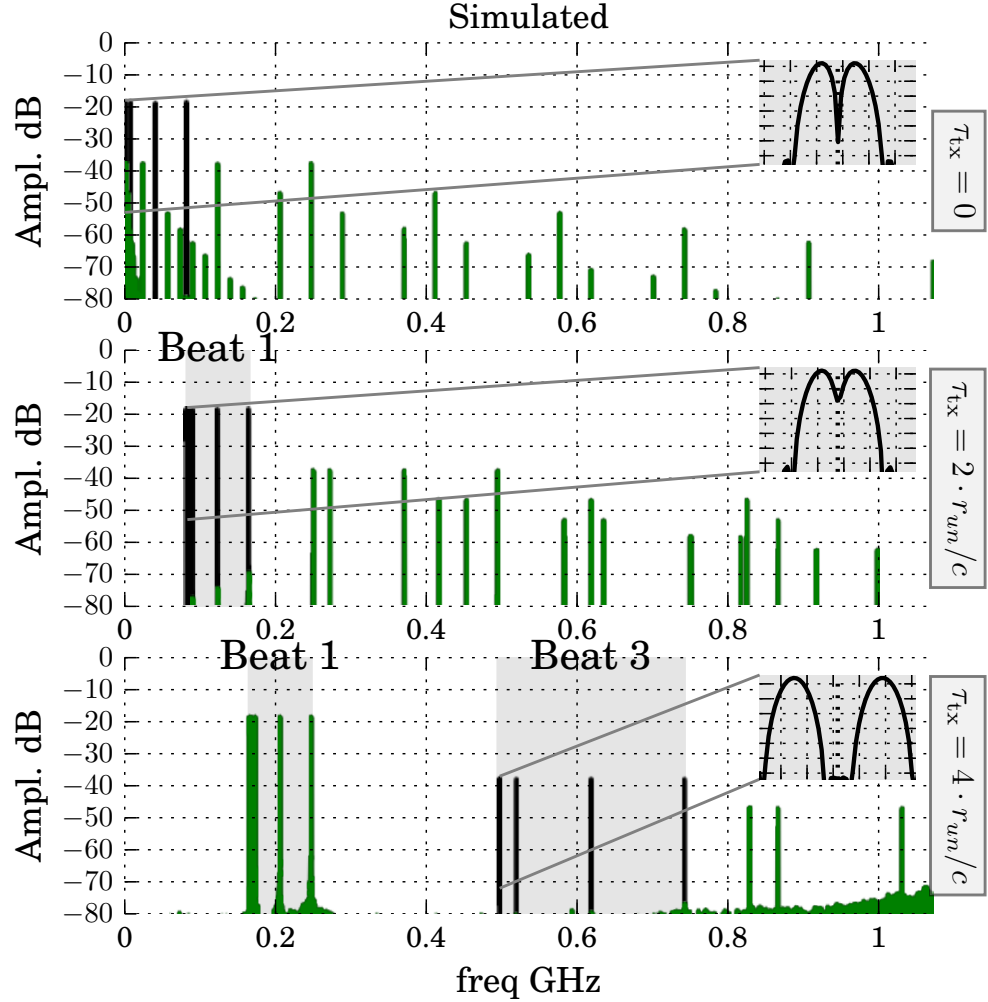 Simulated
Ampl. dB
0
−10
−20
−30
−40
−50
−60
−70
−80
0 0.2 0.4 0.6 0.8 1
τtx = 0
Beat 1
Ampl. dB
0
−10
−20
−30
−40
−50
−60
−70
−80
0 0.2 0.4 0.6 0.8 1
τtx = 2 · run/c
Beat 1 Beat 3
Ampl. dB
0
−10
−20
−30
−40
−50
−60
−70
−80
0 0.2 0.4 0.6 0.8 1
τtx = 4 · run/c
freq GHz